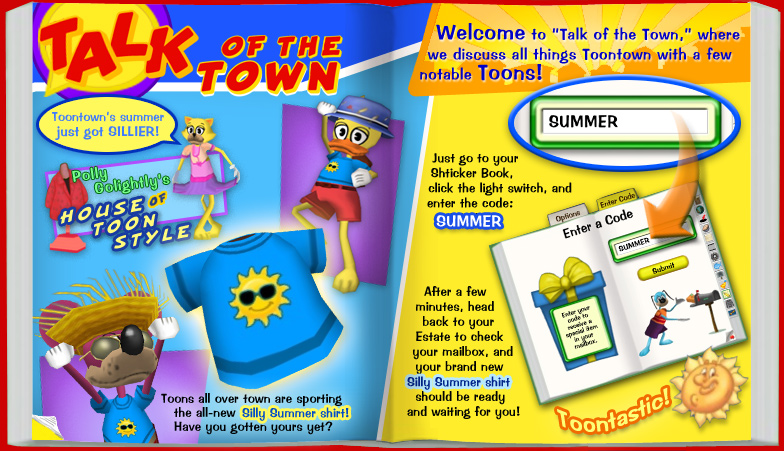 TALK
OF THE
TOWN
Toontown's summer
just got SILLIER!
Polly
Golightly's
HOUSE OF
TOON
STYLE
Toons all over town are sporting
the all-new Silly Summer shirt!
Have you gotten yours yet?
Welcome to "Talk of the Town," where
we discuss all things Toontown with a few
notable Toons!
SUMMER
Just go to your
Shticker Book,
click the light switch, and
enter the code:
SUMMER
Options
Enter Code
Enter a Code
SUMMER
Submit
Enter your
code to
receive a
special item
in your
mailbox.
After a few
minutes, head
back to your
Estate to check
your mailbox, and
your brand new
Silly Summer shirt
should be ready
and waiting for you!
Toontastic!